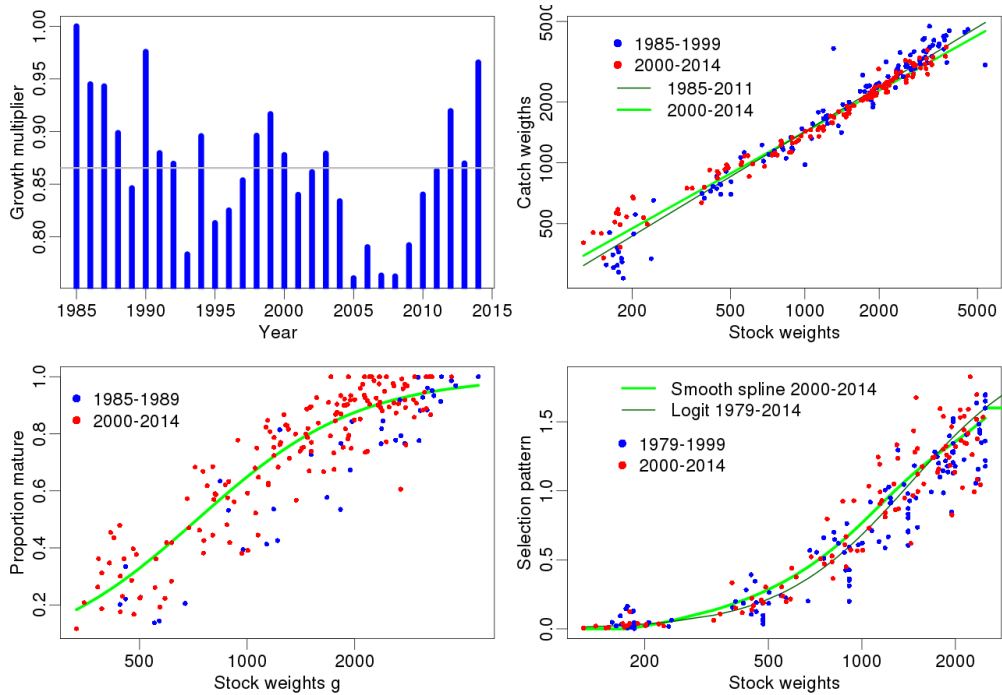 Growth multiplier
1.00
0.95
0.90
0.85
0.80
1985 1990 1995 2000 2005 2010 2015
Year
Catch weigths
5000
2000
1000
500
1985-1999
2000-2014
1985-2011
2000-2014
200 500 1000 2000 5000
Stock weights
Proportion mature
1.0
0.8
0.6
0.4
0.2
1985-1989
2000-2014
500 1000 2000
Stock weights g
Selection pattern
1.5
1.0
0.5
0.0
Smooth spline 2000-2014
Logit 1979-2014
1979-1999
2000-2014
200 500 1000 2000
Stock weights